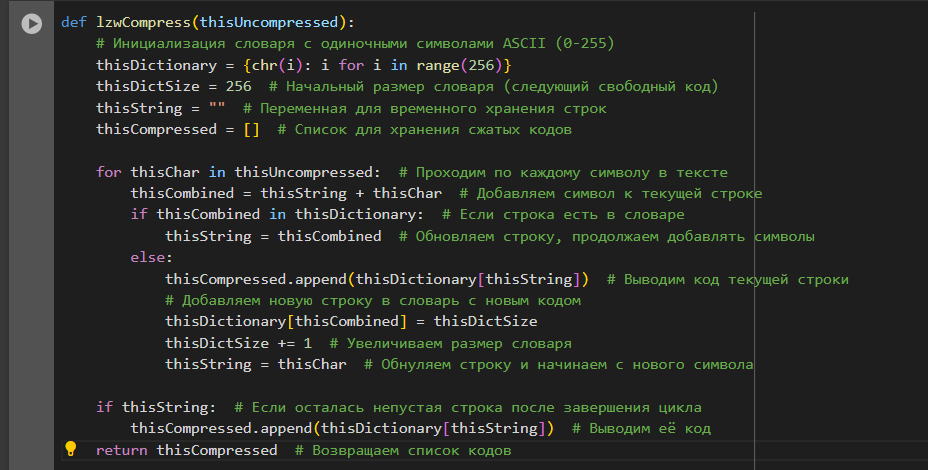 def lzwCompress(thisUncompressed):
    # Инициализация словаря с одиночными символами ASCII (0-255)
    thisDictionary = {chr(i): i for i in range(256)}
    thisDictSize = 256  # Начальный размер словаря (следующий свободный код)
    thisString = ""  # Переменная для временного хранения строк
    thisCompressed = []  # Список для хранения сжатых кодов

    for thisChar in thisUncompressed:  # Проходим по каждому символу в тексте
        thisCombined = thisString + thisChar  # Добавляем символ к текущей строке
        if thisCombined in thisDictionary:  # Если строка есть в словаре
            thisString = thisCombined  # Обновляем строку, продолжаем добавлять символы
        else:
            thisCompressed.append(thisDictionary[thisString])  # Выводим код текущей строки
            # Добавляем новую строку в словарь с новым кодом
            thisDictionary[thisCombined] = thisDictSize
            thisDictSize += 1  # Увеличиваем размер словаря
            thisString = thisChar  # Обнуляем строку и начинаем с нового символа

    if thisString:  # Если осталась непустая строка после завершения цикла
        thisCompressed.append(thisDictionary[thisString])  # Выводим её код
    return thisCompressed  # Возвращаем список кодов